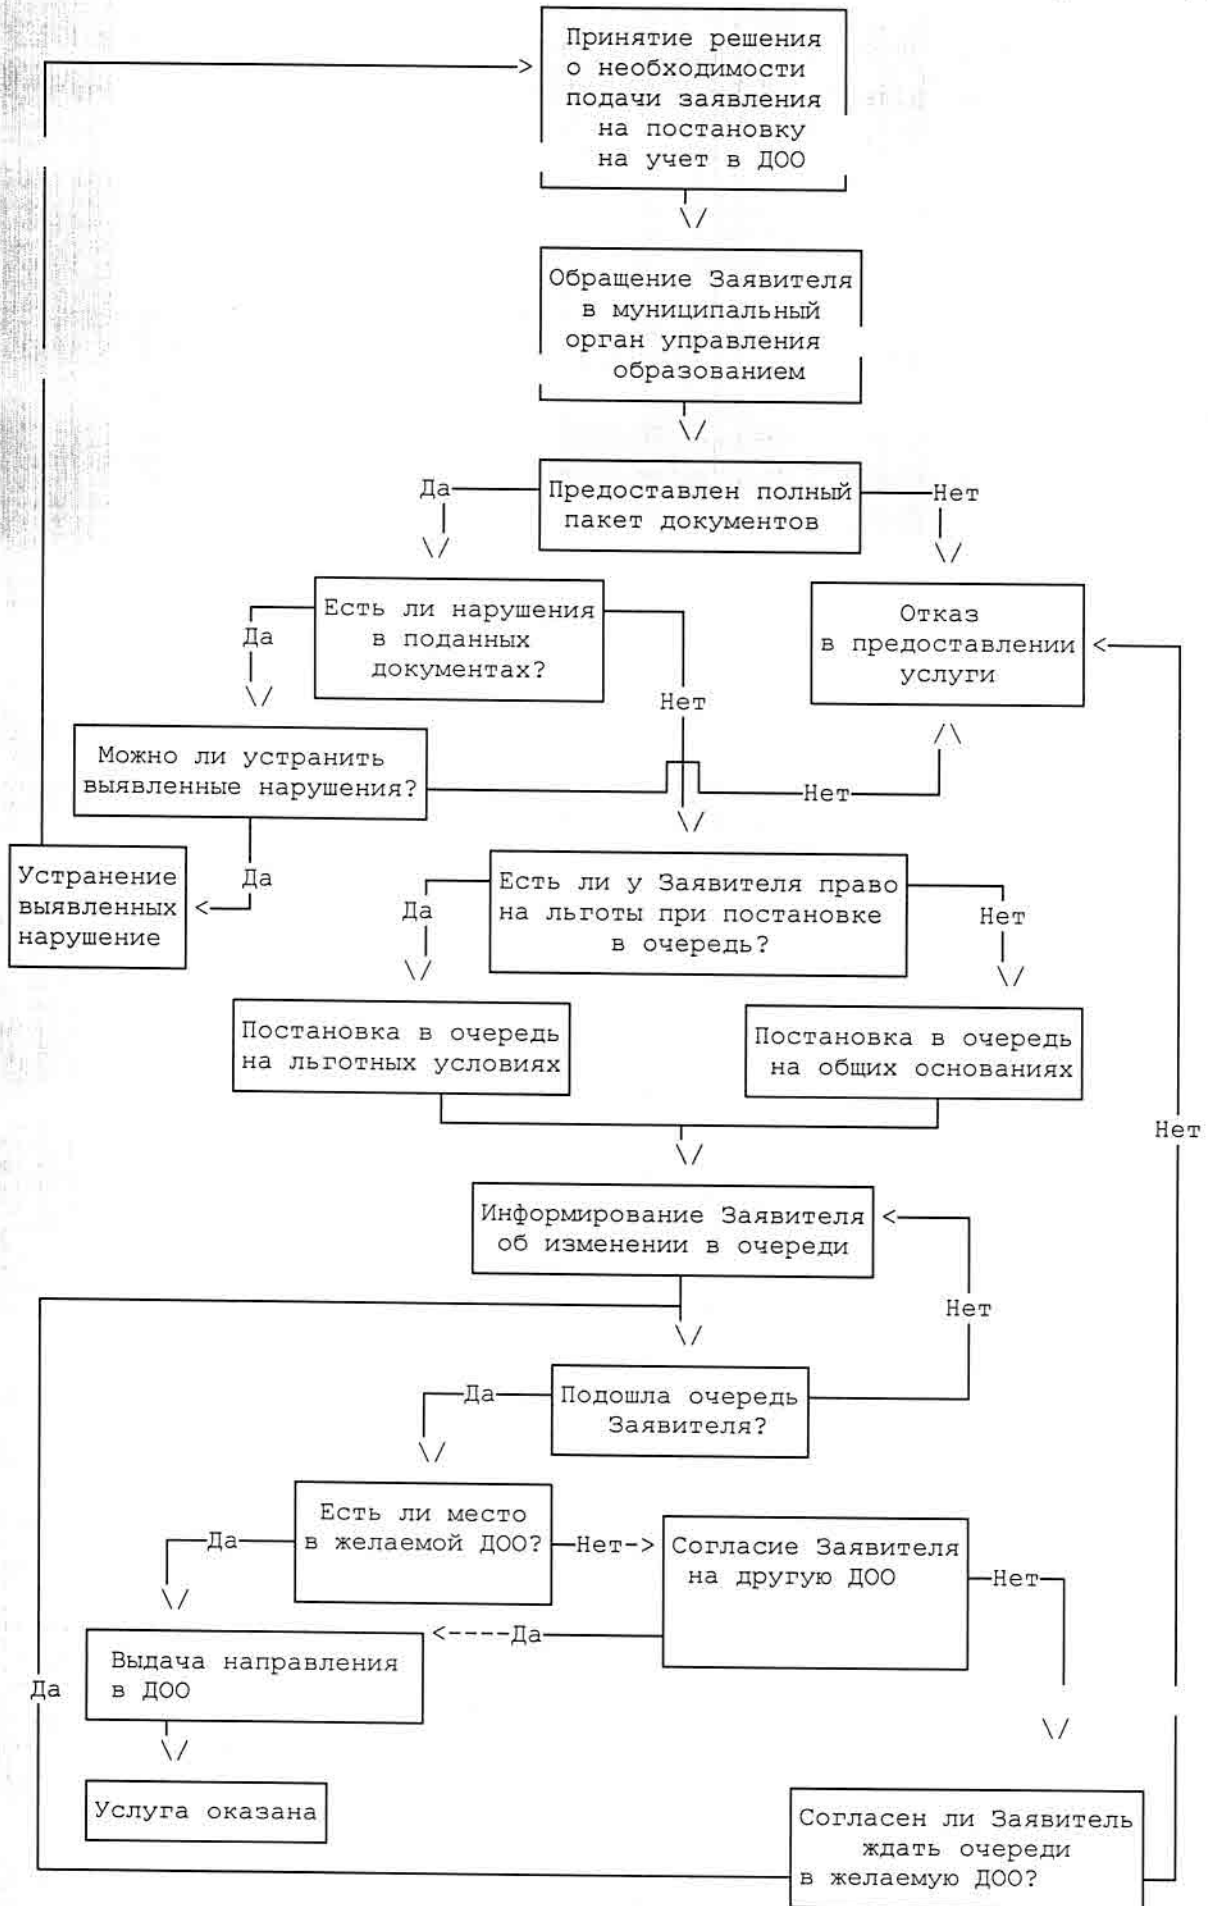 Принятие решения
о необходимости
подачи заявления
на постановку
на учет в ДОО
Обращение Заявителя
в муниципальный
орган управления
образованием
Да
Предоставлен полный
пакет документов
Нет
Есть ли нарушения
в поданных
документах?
Да
Нет
Отказ
в предоставлении
услуги
Можно ли устранить
выявленные нарушения?
Нет
Да
Устранение
выявленных
нарушение
Есть ли у Заявителя право
на льготы при постановке
в очередь?
Да
Нет
Постановка в очередь
на льготных условиях
Постановка в очередь
на общих основаниях
Нет
Информирование Заявителя
об изменении в очереди
Нет
Да
Подошла очередь
Заявителя?
Есть ли место
в желаемой ДОО?
Да
Нет->
Согласие Заявителя
на другую ДОО
Нет
<----Да
Выдача направления
в ДОО
Да
Услуга оказана
Согласен ли Заявитель
ждать очереди
в желаемую ДОО?